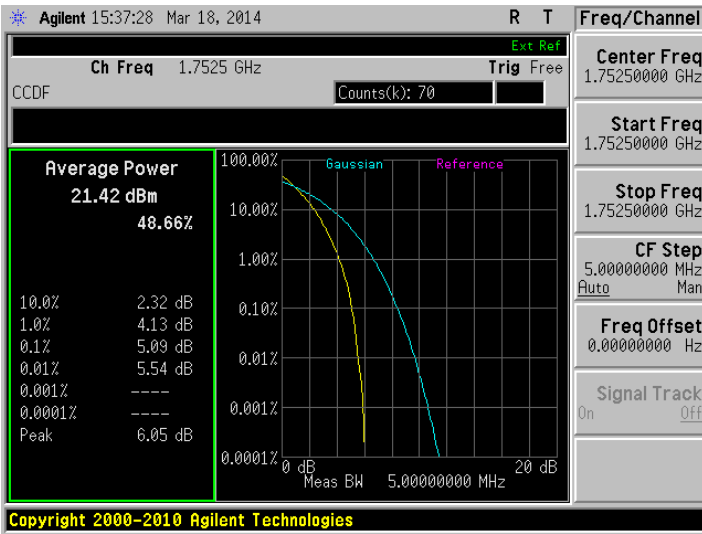 Agilent 15:37:28 Mar 18, 2014 R T
Ext Ref
Ch Freq 1.7525 GHz Trig Free
CCDF Counts(k): 70
Average Power
21.42 dBm
48.66%
10.0% 2.32 dB
1.0% 4.13 dB
0.1% 5.09 dB
0.01% 5.54 dB
0.001% ----
0.0001% ----
Peak 6.05 dB
Gaussian Reference
100.00%
10.00%
1.00%
0.10%
0.01%
0.001%
0.0001%
0 dB 20 dB
Meas BW 5.00000000 MHz
Freq/Channel
Center Freq
1.75250000 GHz
Start Freq
1.75250000 GHz
Stop Freq
1.75250000 GHz
CF Step
5.00000000 MHz
Auto Man
Freq Offset
0.00000000 Hz
Signal Track
On Off
Copyright 2000-2010 Agilent Technologies